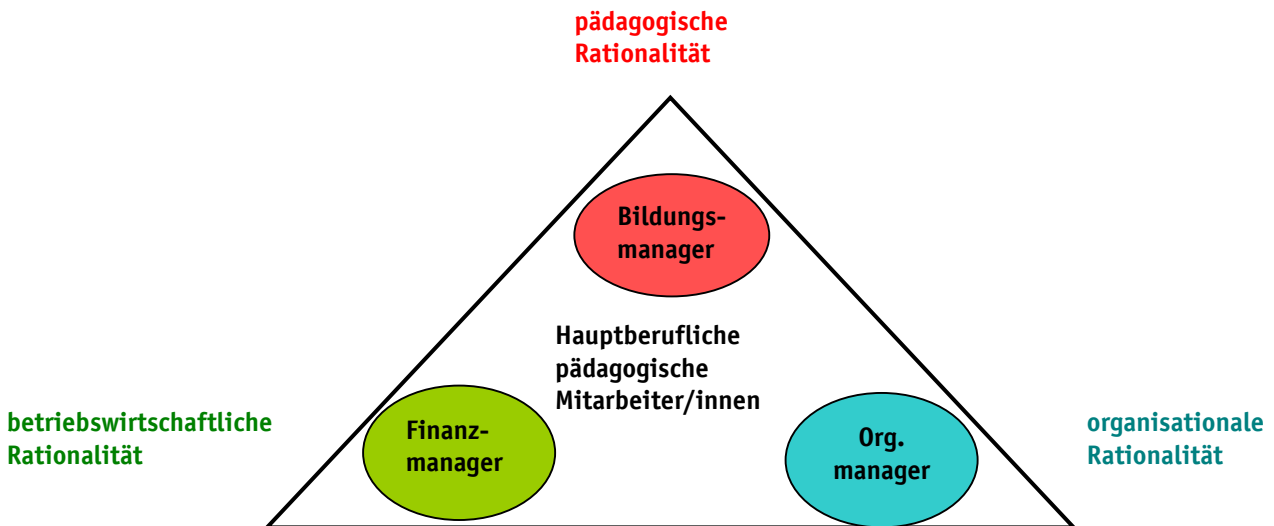 pädagogische
Rationalität
Bildungs-
manager
Hauptberufliche
pädagogische
Mitarbeiter/innen
betriebswirtschaftliche
Rationalität
Finanz-
manager
Org.
manager
organisationale
Rationalität